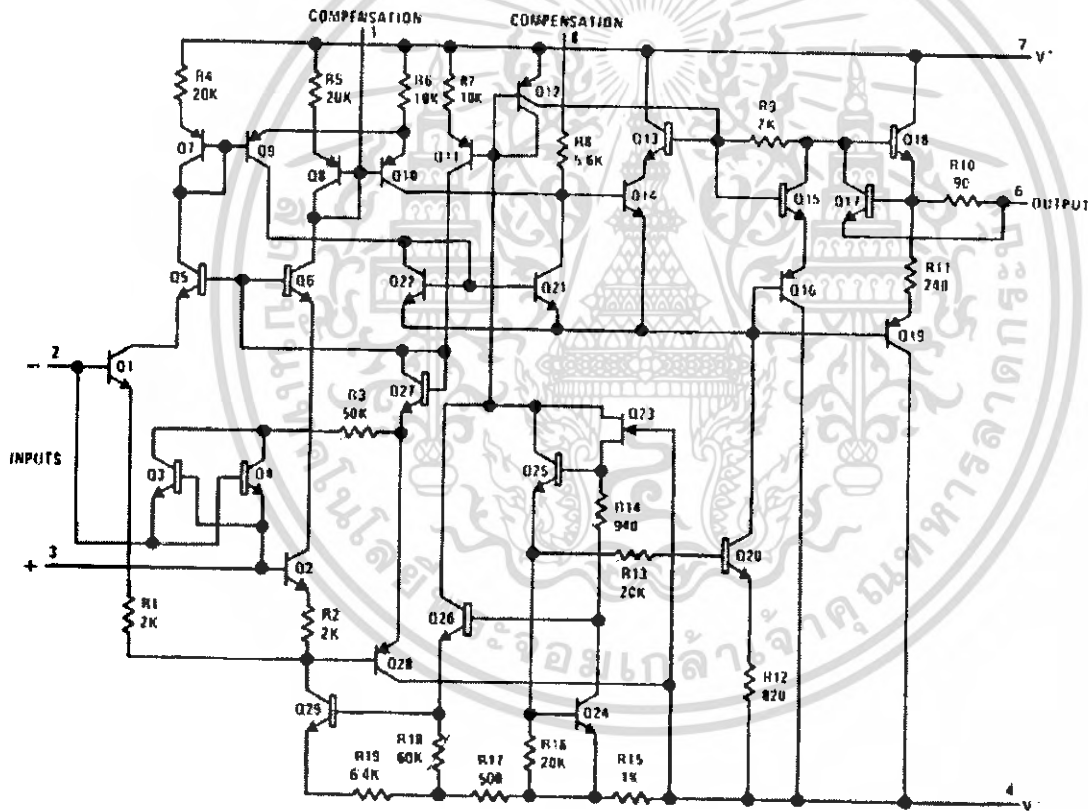 COMPENSATION
1
COMPENSATION
8
7 V+
R4
20K
R5
20K
R6
10K
R7
10K
Q12
R8
5.6K
Q13
R9
2K
Q18
Q7
Q9
Q8
Q10
Q11
Q14
Q15
Q17
R10
90
6
OUTPUT
Q5
Q6
Q22
Q21
Q16
R11
240
Q19
2
Q1
Q27
R3
50K
Q23
INPUTS
Q3
Q4
Q25
R14
940
+ 3
Q2
R13
20K
Q20
R1
2K
R2
2K
Q26
Q28
R12
820
Q29
Q24
R19
6.4K
R18
60K
R17
500
R16
20K
R15
1K
4
V-